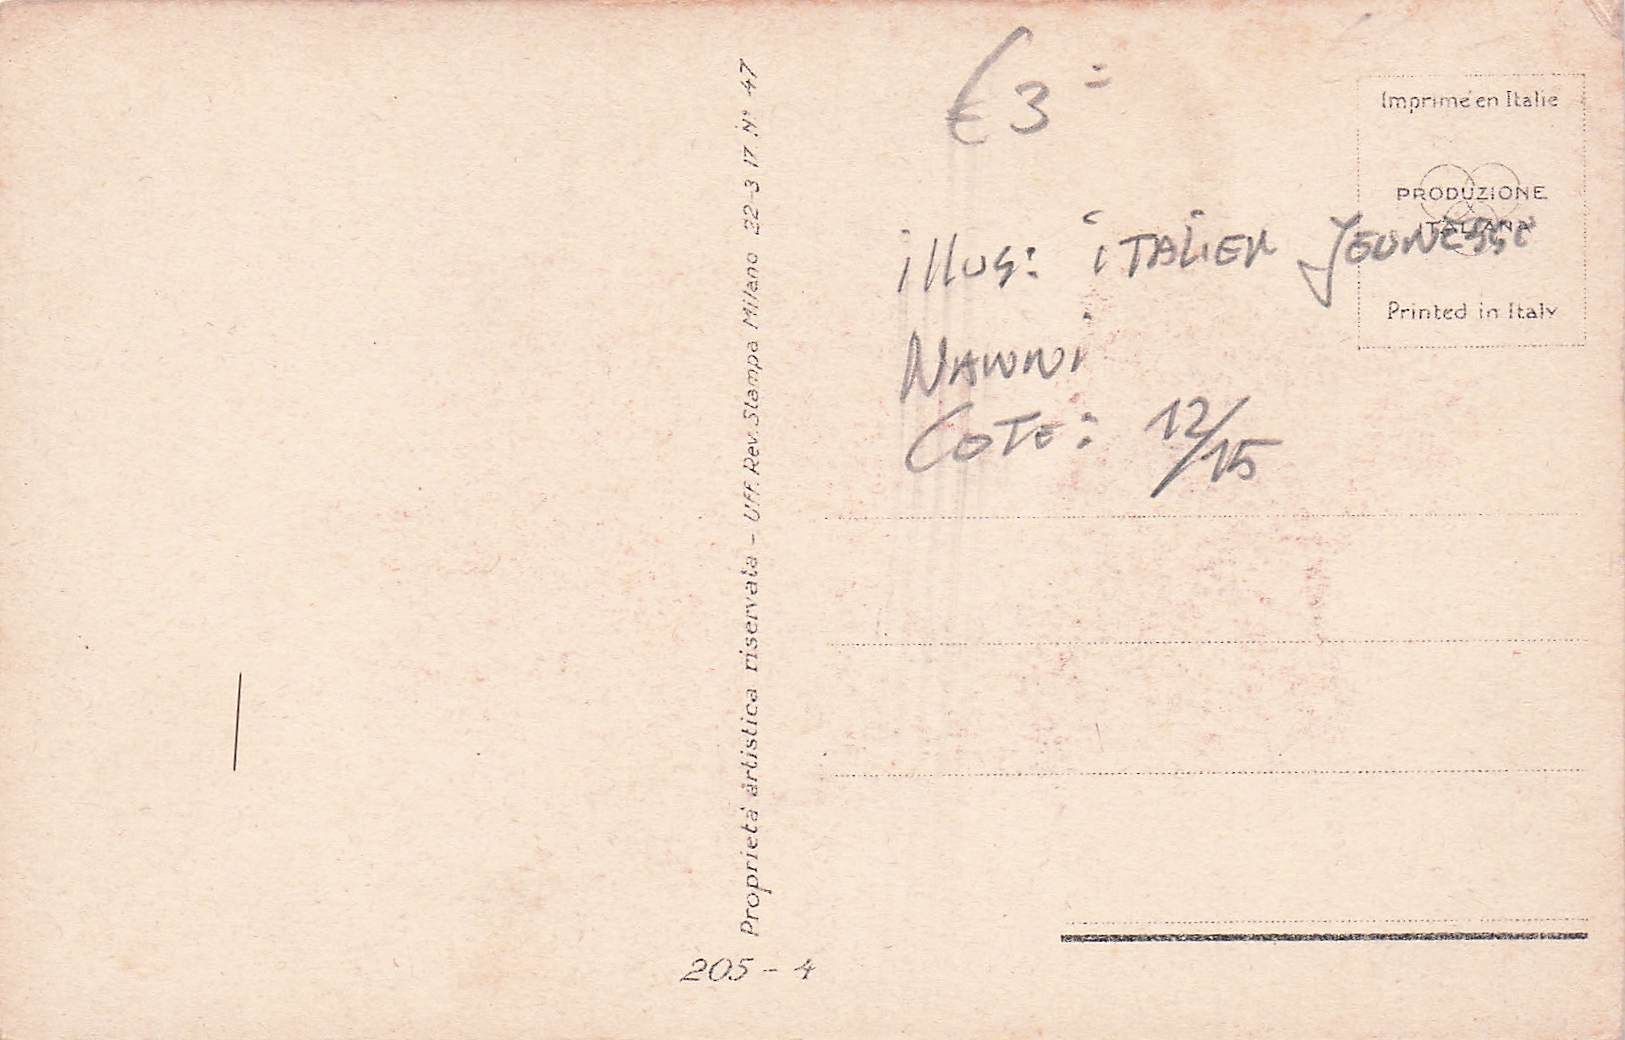 € 3 =
Imprimé en Italie
PRODUZIONE
ITALIANA
Printed in Italy
illus: iTALiEN JEUNESSE
NANNi
COTE: 12/15
Proprietà artistica riservata - Uff. Rev. Stampa Milano 22-3 17. N° 47
205 - 4